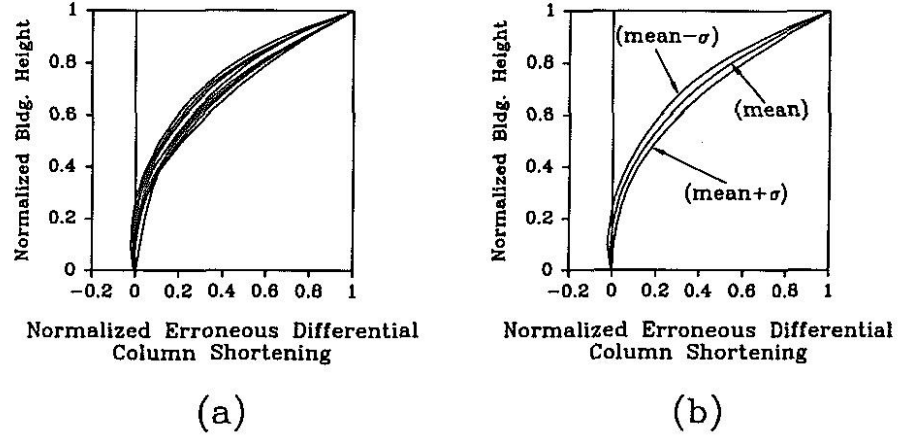 Normalized Bldg. Height
1
0.8
0.6
0.4
0.2
0
-0.2 0 0.2 0.4 0.6 0.8 1
Normalized Erroneous Differential
Column Shortening
(a)
Normalized Bldg. Height
1
0.8
0.6
0.4
0.2
0
(mean-σ)
(mean)
(mean+σ)
-0.2 0 0.2 0.4 0.6 0.8 1
Normalized Erroneous Differential
Column Shortening
(b)